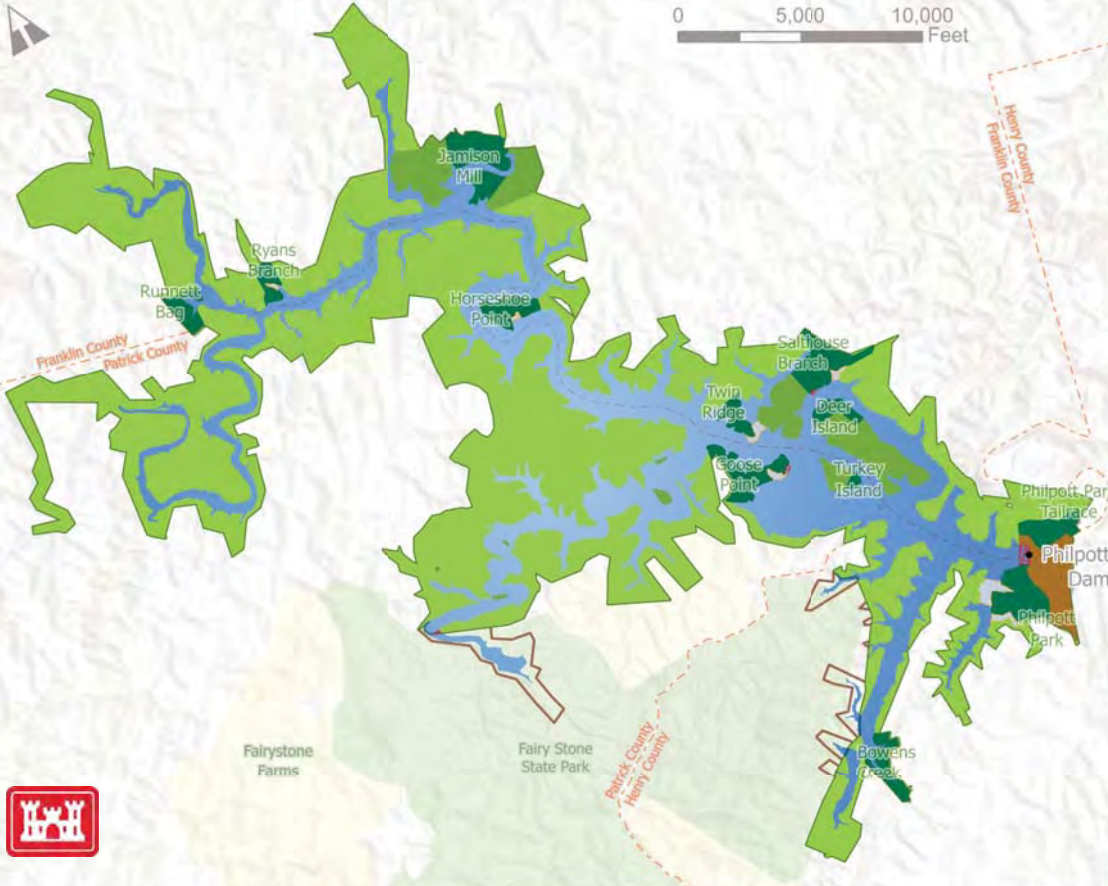 0 5,000 10,000
Feet
Henry County
Franklin County
Jamison
Mill
Ryans
Branch
Runnett
Bag
Horseshoe
Point
Franklin County
Patrick County
Salthouse
Branch
Twin
Ridge
Deer
Island
Goose
Point
Turkey
Island
Philpott Par
Tailrace
Philpott
Dam
Philpott
Park
Fairystone
Farms
Fairy Stone
State Park
Patrick County
Henry County
Bowens
Creek